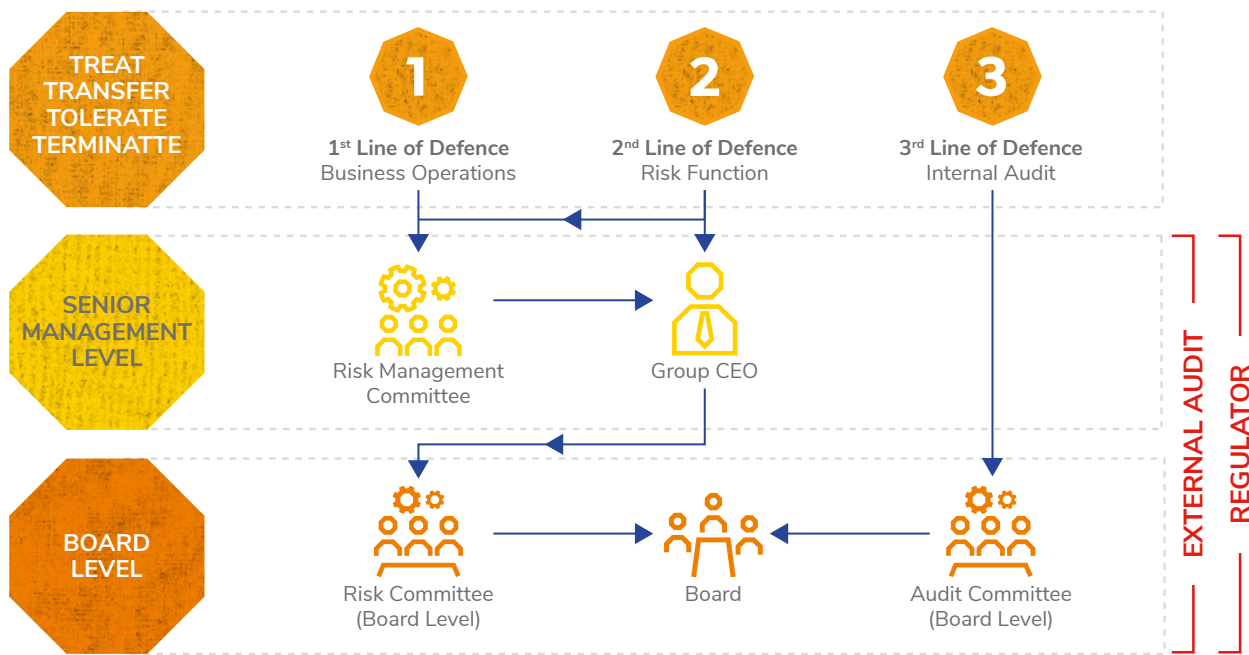 TREAT
TRANSFER
TOLERATE
TERMINATTE
1
1st Line of Defence
Business Operations
2
2nd Line of Defence
Risk Function
3
3rd Line of Defence
Internal Audit
SENIOR
MANAGEMENT
LEVEL
Risk Management
Committee
Group CEO
BOARD
LEVEL
Risk Committee
(Board Level)
Board
Audit Committee
(Board Level)
EXTERNAL AUDIT
REGULATOR